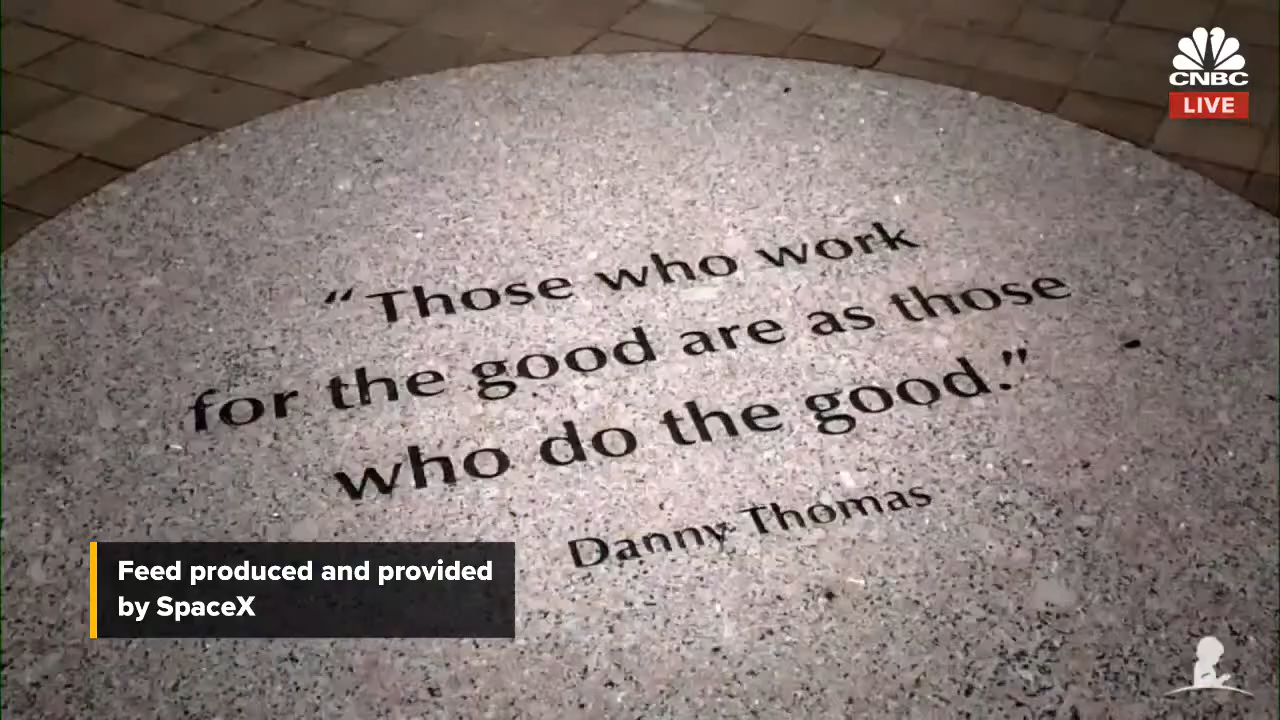 CNBC
LIVE
“Those who work
for the good are as those
who do the good.”
Danny Thomas
Feed produced and provided
by SpaceX